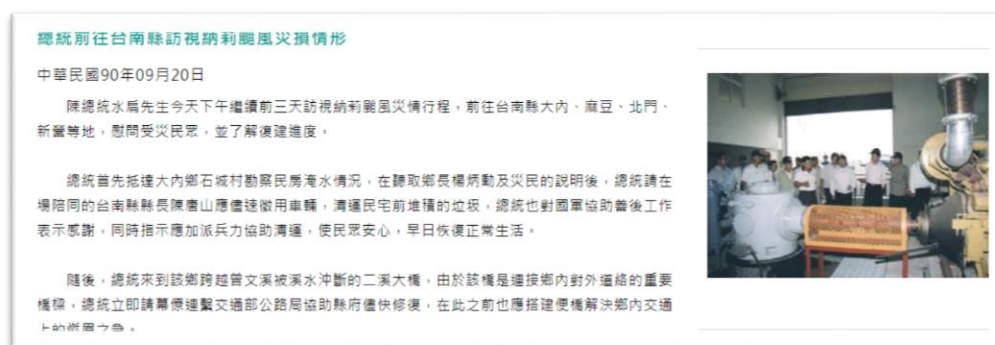 總統前往台南縣訪視納莉颱風災損情形
中華民國90年09月20日
陳總統水扁先生今天下午繼續前三天訪視納莉颱風災情行程，前往台南縣大內、麻豆、北門、
新營等地，慰問受災民眾，並了解復建進度。
總統首先抵達大內鄉石城村勘察民房淹水情況，在聽取鄉長楊炳勳及災民的說明後，總統請在
場陪同的台南縣縣長陳唐山應儘速徵用車輛，清運民宅前堆積的垃圾，總統也對國軍協助善後工作
表示感謝，同時指示應加派兵力協助清運，使民眾安心，早日恢復正常生活。
隨後，總統來到該鄉跨越曾文溪被溪水沖斷的二溪大橋，由於該橋是連接鄉內對外道絡的重要
橋樑，總統立即請幕僚連繫交通部公路局協助縣府儘快修復，在此之前也應搭建便橋解決鄉內交通
上的燃眉之急。